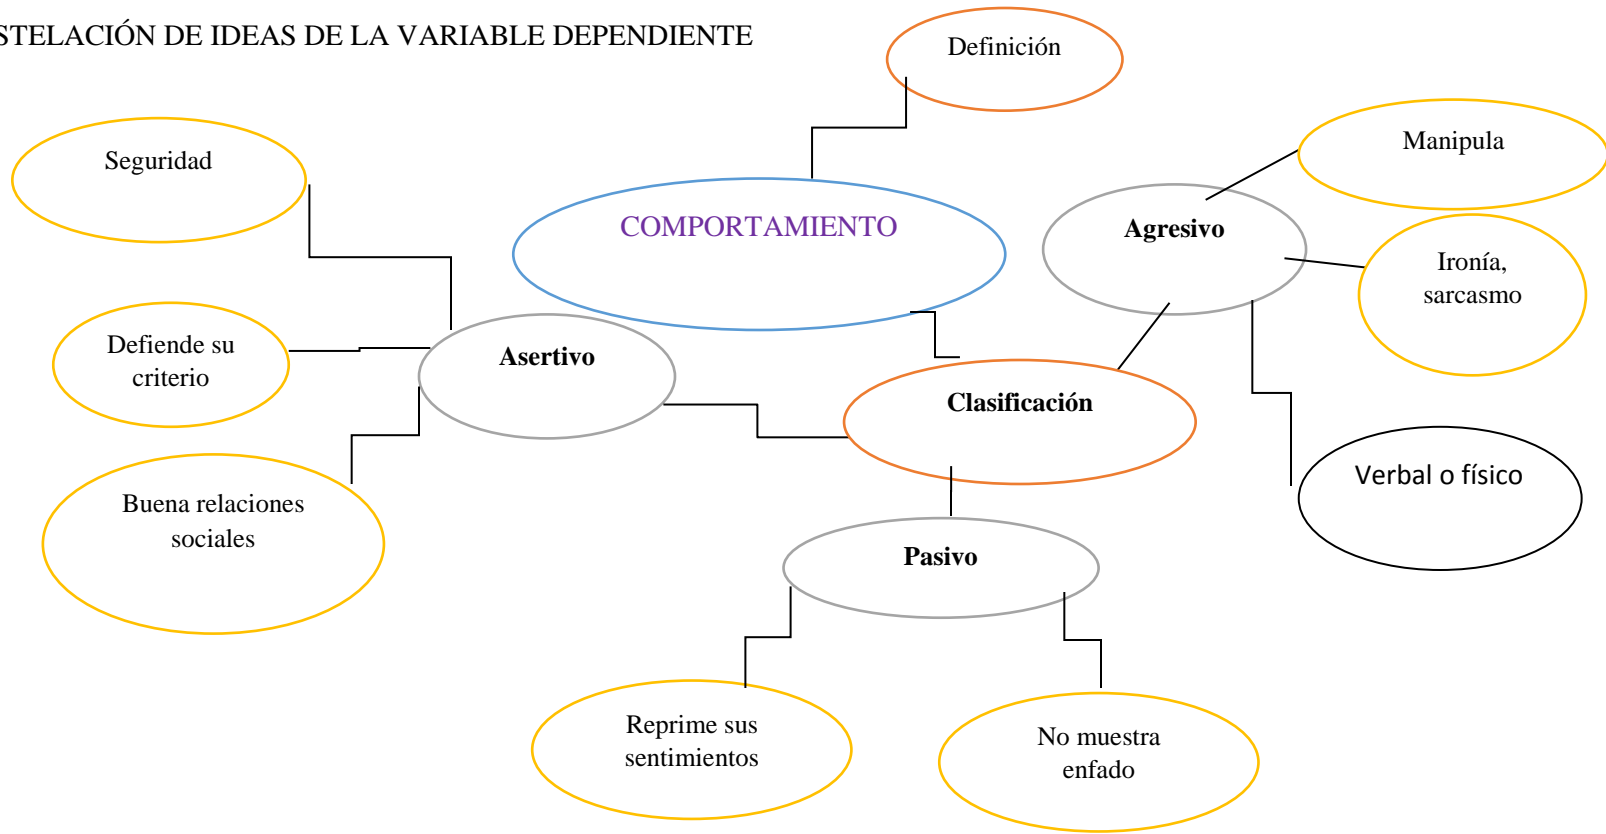 STELACIÓN DE IDEAS DE LA VARIABLE DEPENDIENTE
Definición
Seguridad
Manipula
COMPORTAMIENTO
Agresivo
Ironía,
sarcasmo
Defiende su
criterio
Asertivo
Clasificación
Verbal o físico
Buena relaciones
sociales
Pasivo
Reprime sus
sentimientos
No muestra
enfado